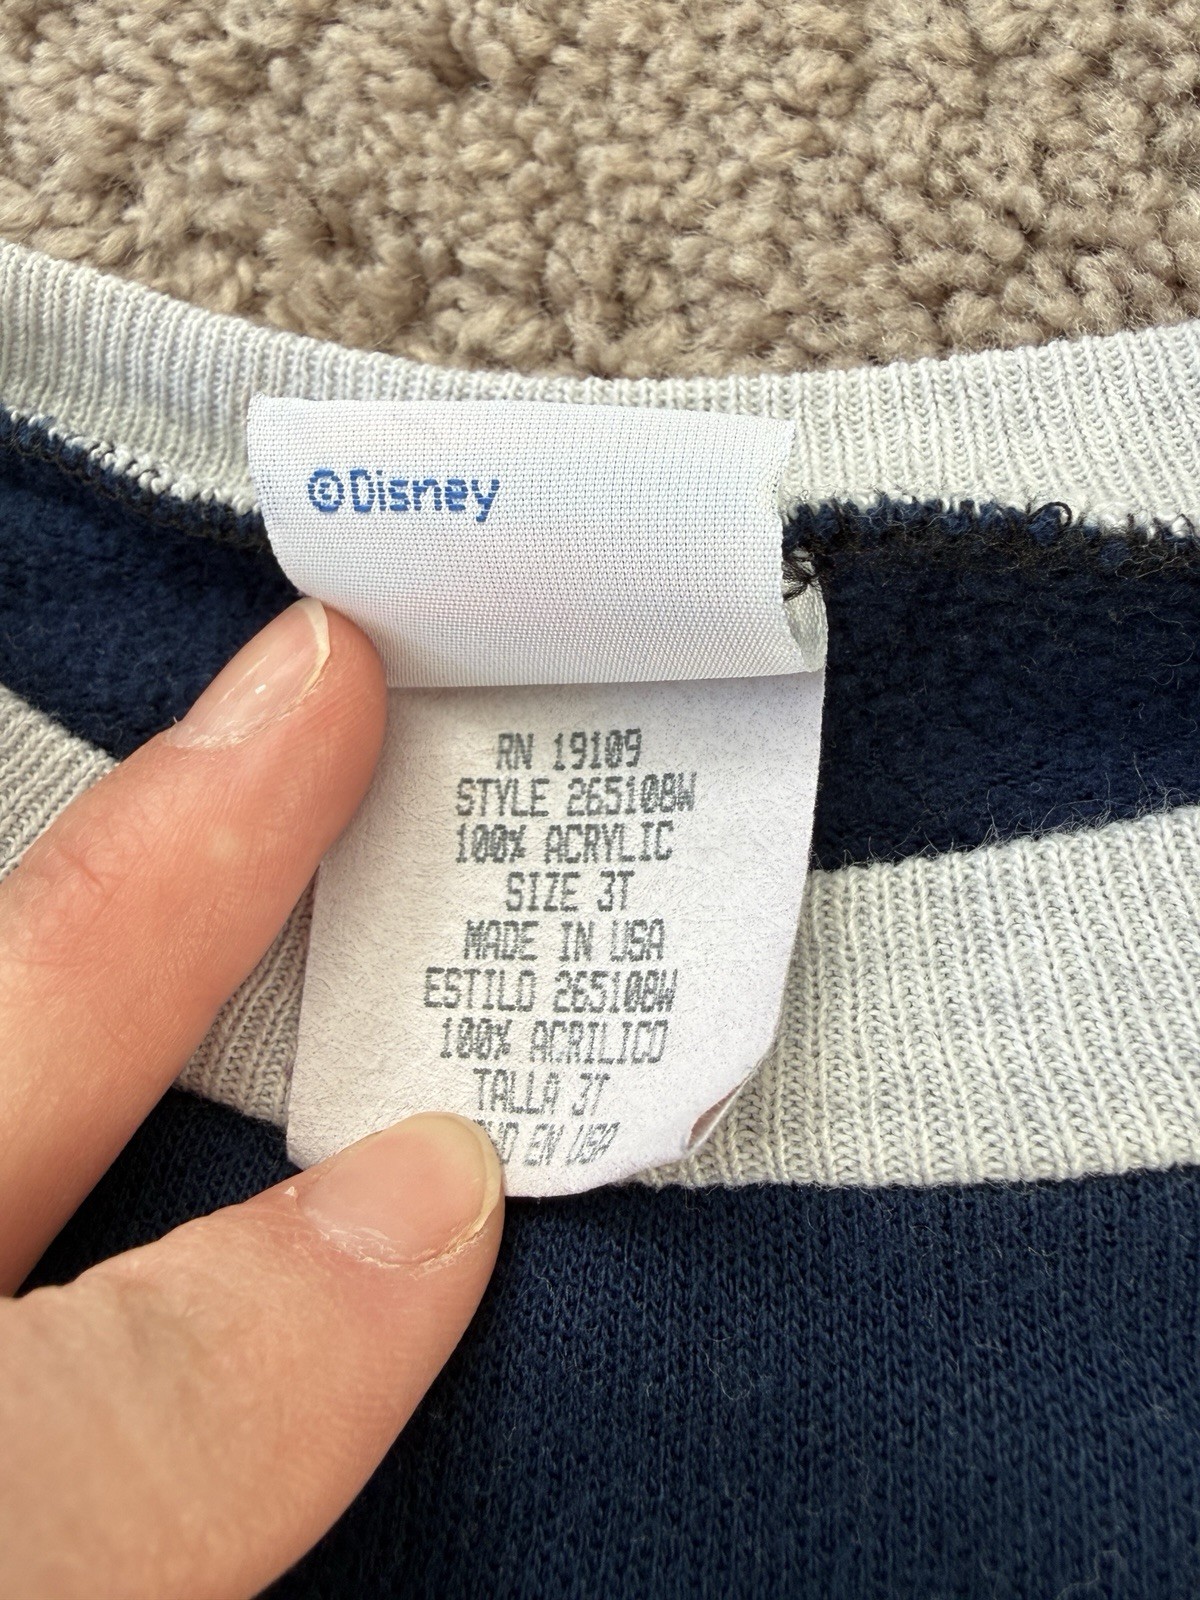 ©Disney
RN 19109
STYLE 265108W
100% ACRYLIC
SIZE 3T
MADE IN USA
ESTILO 265108W
100% ACRILICO
TALLA 3T
EN USA